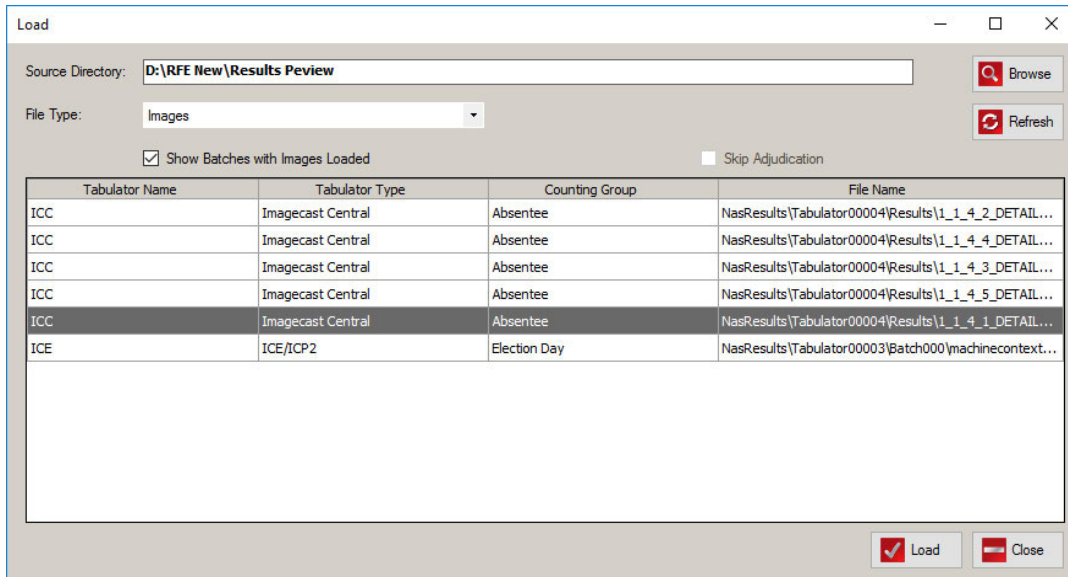 Load
Source Directory: D:\RFE New\Results Peview Browse
File Type: Images Refresh
Show Batches with Images Loaded Skip Adjudication
Tabulator Name Tabulator Type Counting Group File Name
ICC Imagecast Central Absentee NasResults\Tabulator00004\Results\1_1_4_2_DETAIL...
ICC Imagecast Central Absentee NasResults\Tabulator00004\Results\1_1_4_4_DETAIL...
ICC Imagecast Central Absentee NasResults\Tabulator00004\Results\1_1_4_3_DETAIL...
ICC Imagecast Central Absentee NasResults\Tabulator00004\Results\1_1_4_5_DETAIL...
ICC Imagecast Central Absentee NasResults\Tabulator00004\Results\1_1_4_1_DETAIL...
ICE ICE/ICP2 Election Day NasResults\Tabulator00003\Batch000\machinecontext...
Load Close